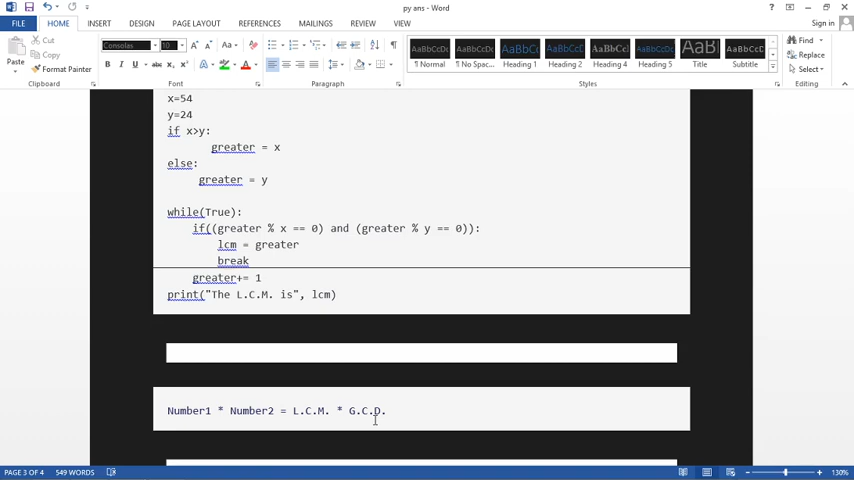 py ans - Word
FILE HOME INSERT DESIGN PAGE LAYOUT REFERENCES MAILINGS REVIEW VIEW Sign in
Paste
Cut
Copy
Format Painter
Clipboard
Consolas 10
Font
Paragraph
AaBbCcDc AaBbCcDc AaBbCc AaBbCcD AaBbCc AaBbCcDc AaBl AaBbCcD
¶ Normal ¶ No Spac... Heading 1 Heading 2 Heading 4 Heading 5 Title Subtitle
Styles
Find
Replace
Select
Editing
x=54
y=24
if x>y:
greater = x
else:
greater = y
while(True):
if((greater % x == 0) and (greater % y == 0)):
lcm = greater
break
greater+= 1
print("The L.C.M. is", lcm)
Number1 * Number2 = L.C.M. * G.C.D.
PAGE 3 OF 4 549 WORDS 130%